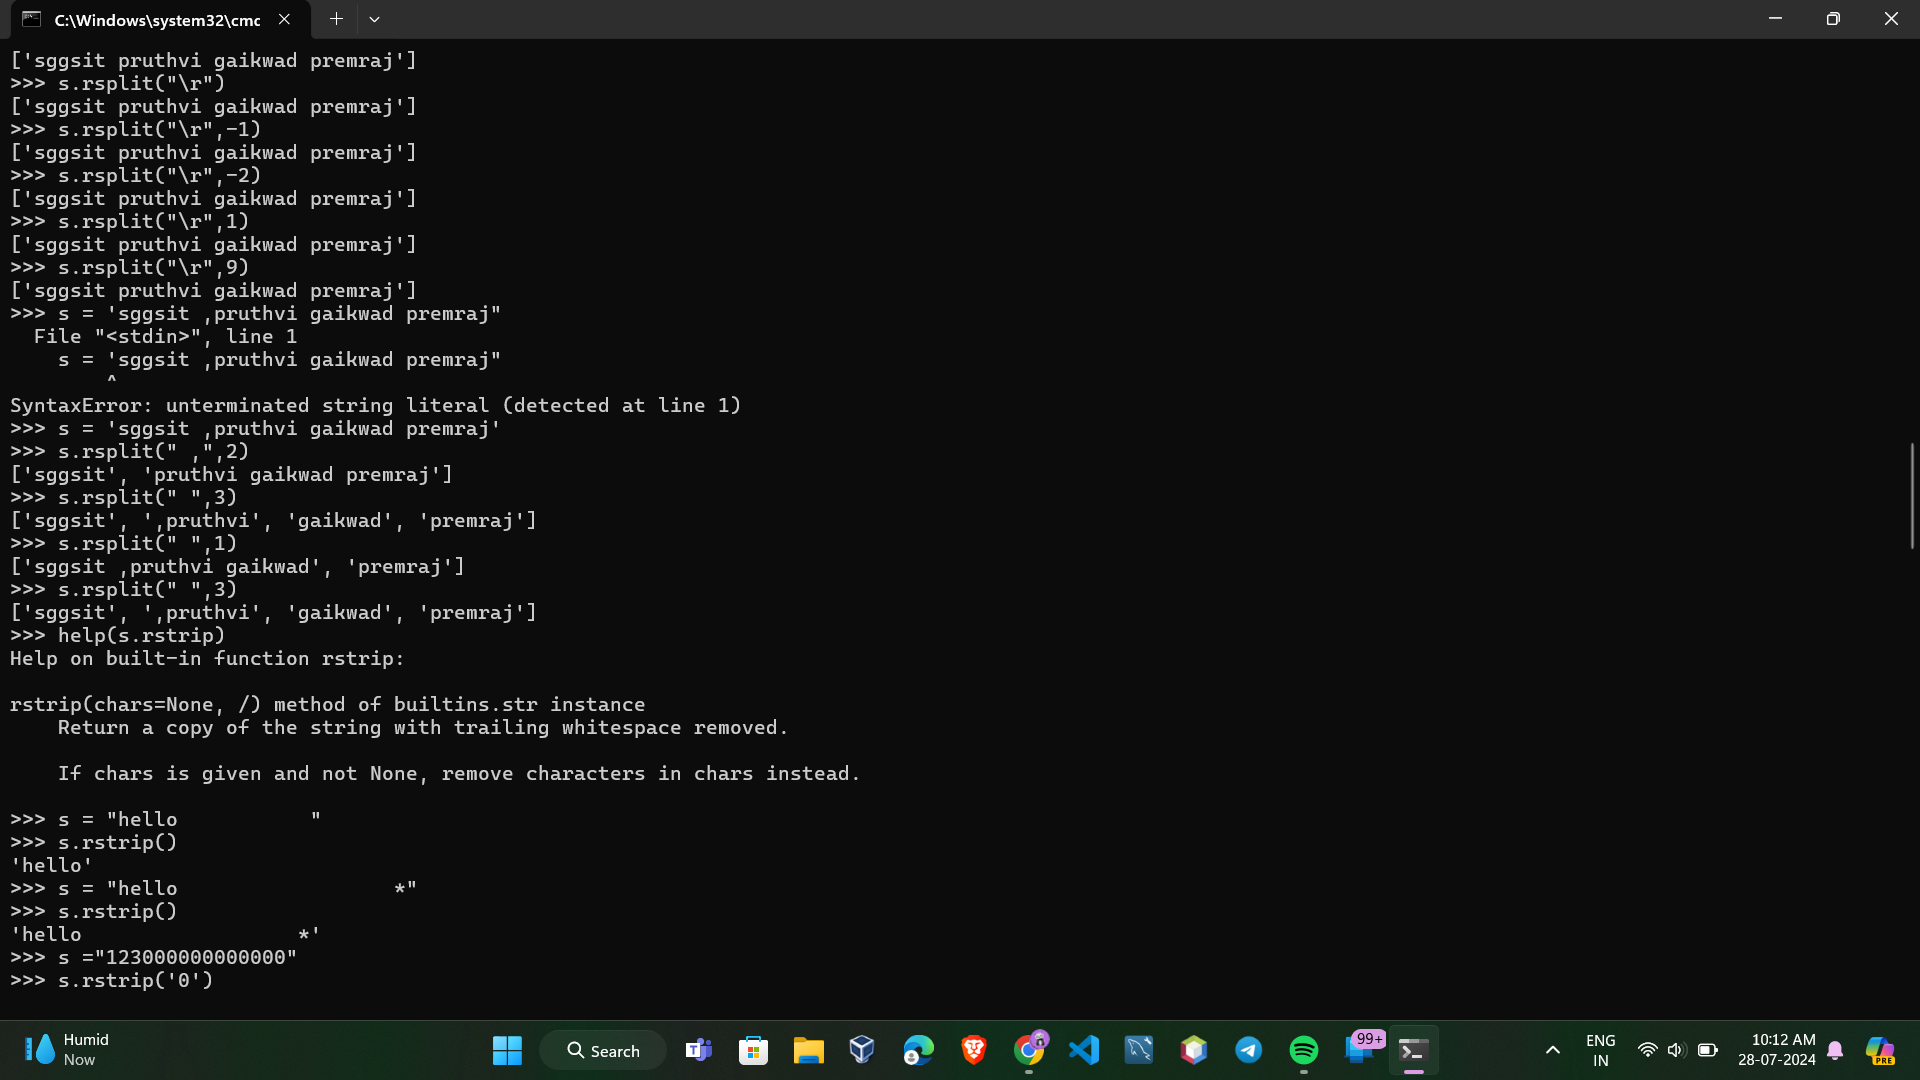 C:\Windows\system32\cmc
['sggsit pruthvi gaikwad premraj']
>>> s.rsplit("\r")
['sggsit pruthvi gaikwad premraj']
>>> s.rsplit("\r",-1)
['sggsit pruthvi gaikwad premraj']
>>> s.rsplit("\r",-2)
['sggsit pruthvi gaikwad premraj']
>>> s.rsplit("\r",1)
['sggsit pruthvi gaikwad premraj']
>>> s.rsplit("\r",9)
['sggsit pruthvi gaikwad premraj']
>>> s = 'sggsit ,pruthvi gaikwad premraj"
  File "<stdin>", line 1
    s = 'sggsit ,pruthvi gaikwad premraj"
        ^
SyntaxError: unterminated string literal (detected at line 1)
>>> s = 'sggsit ,pruthvi gaikwad premraj'
>>> s.rsplit(" ,",2)
['sggsit', 'pruthvi gaikwad premraj']
>>> s.rsplit(" ",3)
['sggsit', ',pruthvi', 'gaikwad', 'premraj']
>>> s.rsplit(" ",1)
['sggsit ,pruthvi gaikwad', 'premraj']
>>> s.rsplit(" ",3)
['sggsit', ',pruthvi', 'gaikwad', 'premraj']
>>> help(s.rstrip)
Help on built-in function rstrip:

rstrip(chars=None, /) method of builtins.str instance
    Return a copy of the string with trailing whitespace removed.

    If chars is given and not None, remove characters in chars instead.

>>> s = "hello           "
>>> s.rstrip()
'hello'
>>> s = "hello                  *"
>>> s.rstrip()
'hello                  *'
>>> s ="123000000000000"
>>> s.rstrip('0')
Humid
Now
Search
99+
ENG
IN
10:12 AM
28-07-2024
PRE